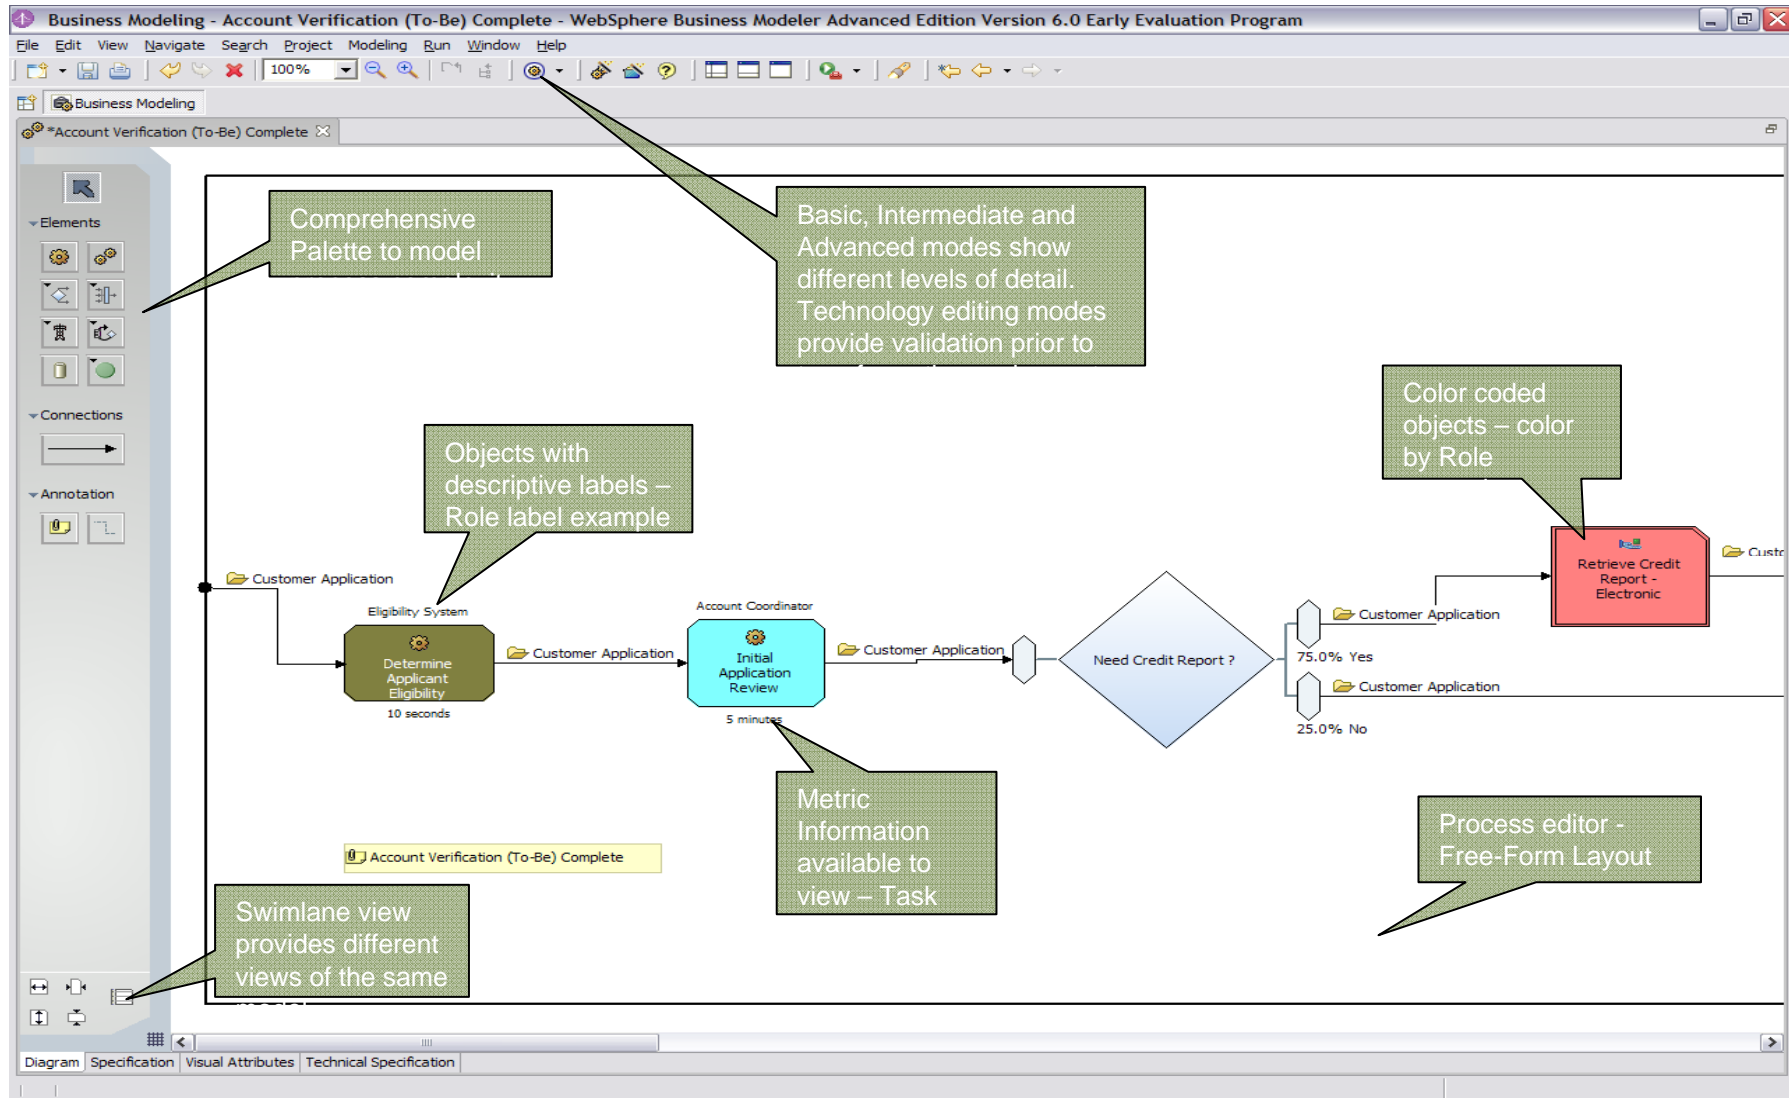 Business Modeling - Account Verification (To-Be) Complete - WebSphere Business Modeler Advanced Edition Version 6.0 Early Evaluation Program
File Edit View Navigate Search Project Modeling Run Window Help
100%
Business Modeling
*Account Verification (To-Be) Complete
Elements
Connections
Annotation
Comprehensive
Palette to model
Basic, Intermediate and
Advanced modes show
different levels of detail.
Technology editing modes
provide validation prior to
Color coded
objects – color
by Role
Objects with
descriptive labels –
Role label example
Customer Application
Eligibility System
Determine
Applicant
Eligibility
10 seconds
Customer Application
Account Coordinator
Initial
Application
Review
5 minutes
Customer Application
Need Credit Report ?
Customer Application
75.0% Yes
Customer Application
25.0% No
Retrieve Credit
Report -
Electronic
Custo
Metric
Information
available to
view – Task
Process editor -
Free-Form Layout
Account Verification (To-Be) Complete
Swimlane view
provides different
views of the same
model
Diagram Specification Visual Attributes Technical Specification